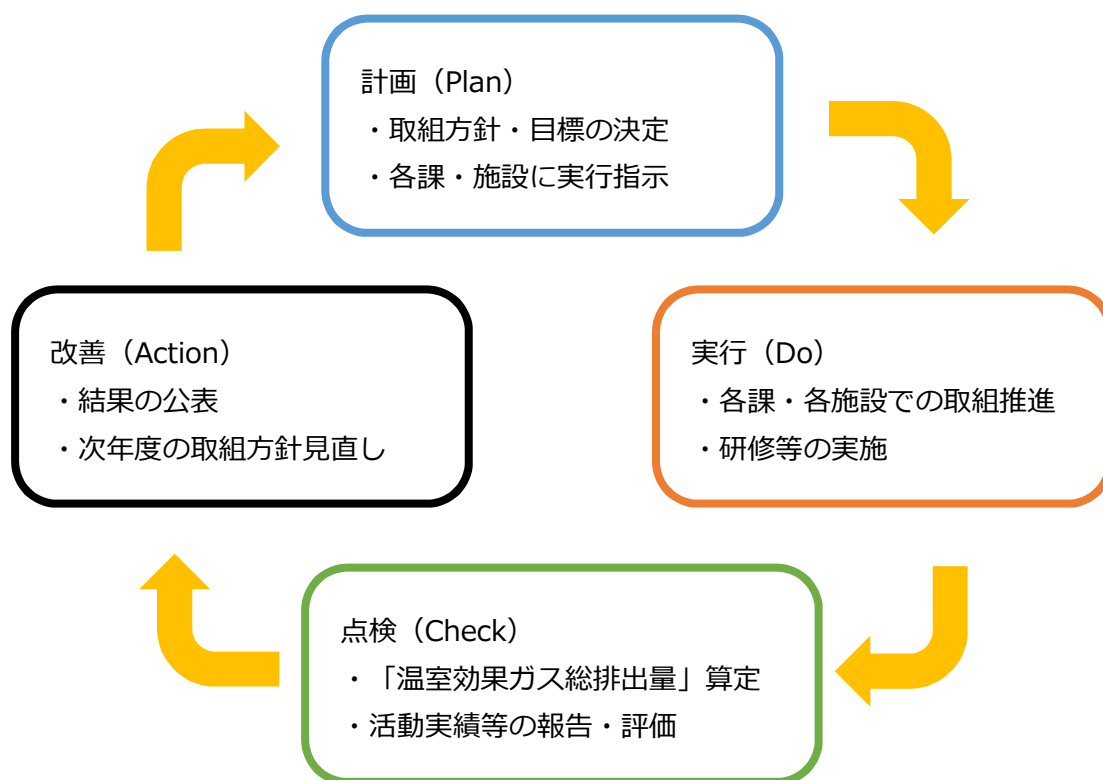 計画（Plan）
・取組方針・目標の決定
・各課・施設に実行指示
実行（Do）
・各課・各施設での取組推進
・研修等の実施
点検（Check）
・「温室効果ガス総排出量」算定
・活動実績等の報告・評価
改善（Action）
・結果の公表
・次年度の取組方針見直し